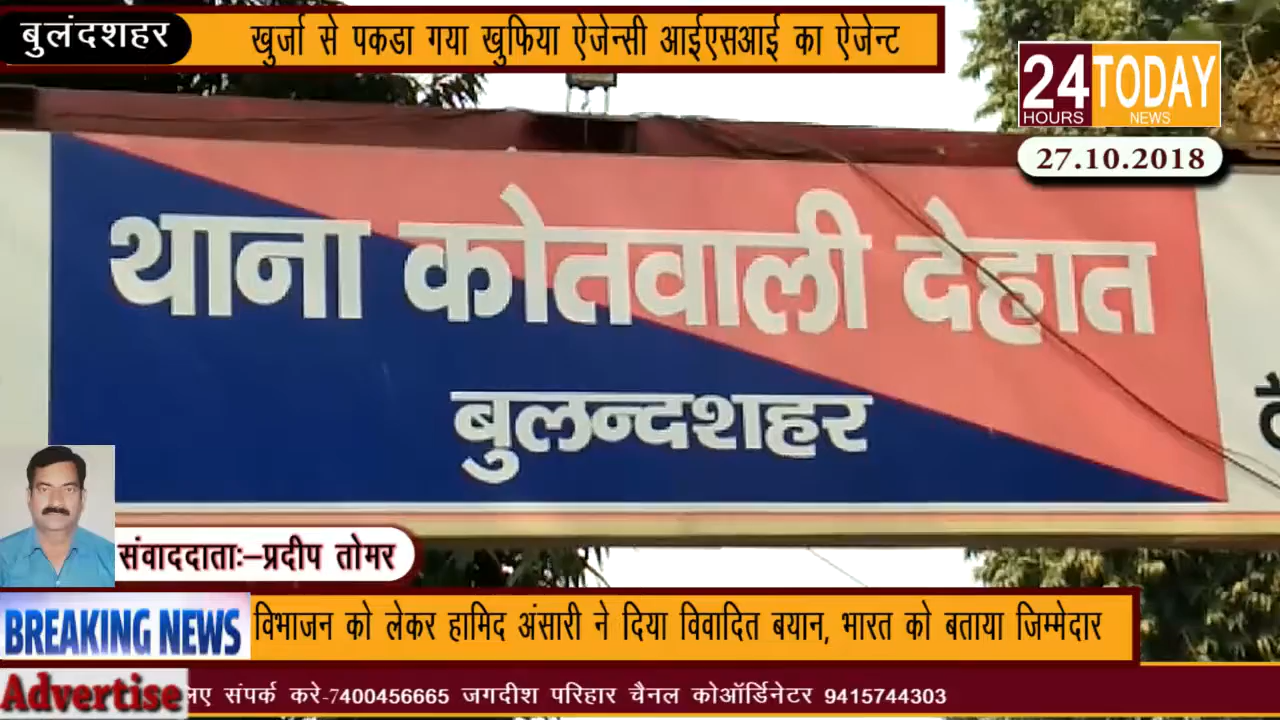 बुलंदशहर
खुर्जा से पकडा गया खुफिया ऐजेन्सी आईएसआई का ऐजेन्ट
24 TODAY
HOURS NEWS
27.10.2018
थाना कोतवाली देहात
बुलन्दशहर
संवाददाताः–प्रदीप तोमर
BREAKING NEWS
विभाजन को लेकर हामिद अंसारी ने दिया विवादित बयान, भारत को बताया जिम्मेदार
Advertise
संपर्क करे-7400456665 जगदीश परिहार चैनल कोऑर्डिनेटर 9415744303